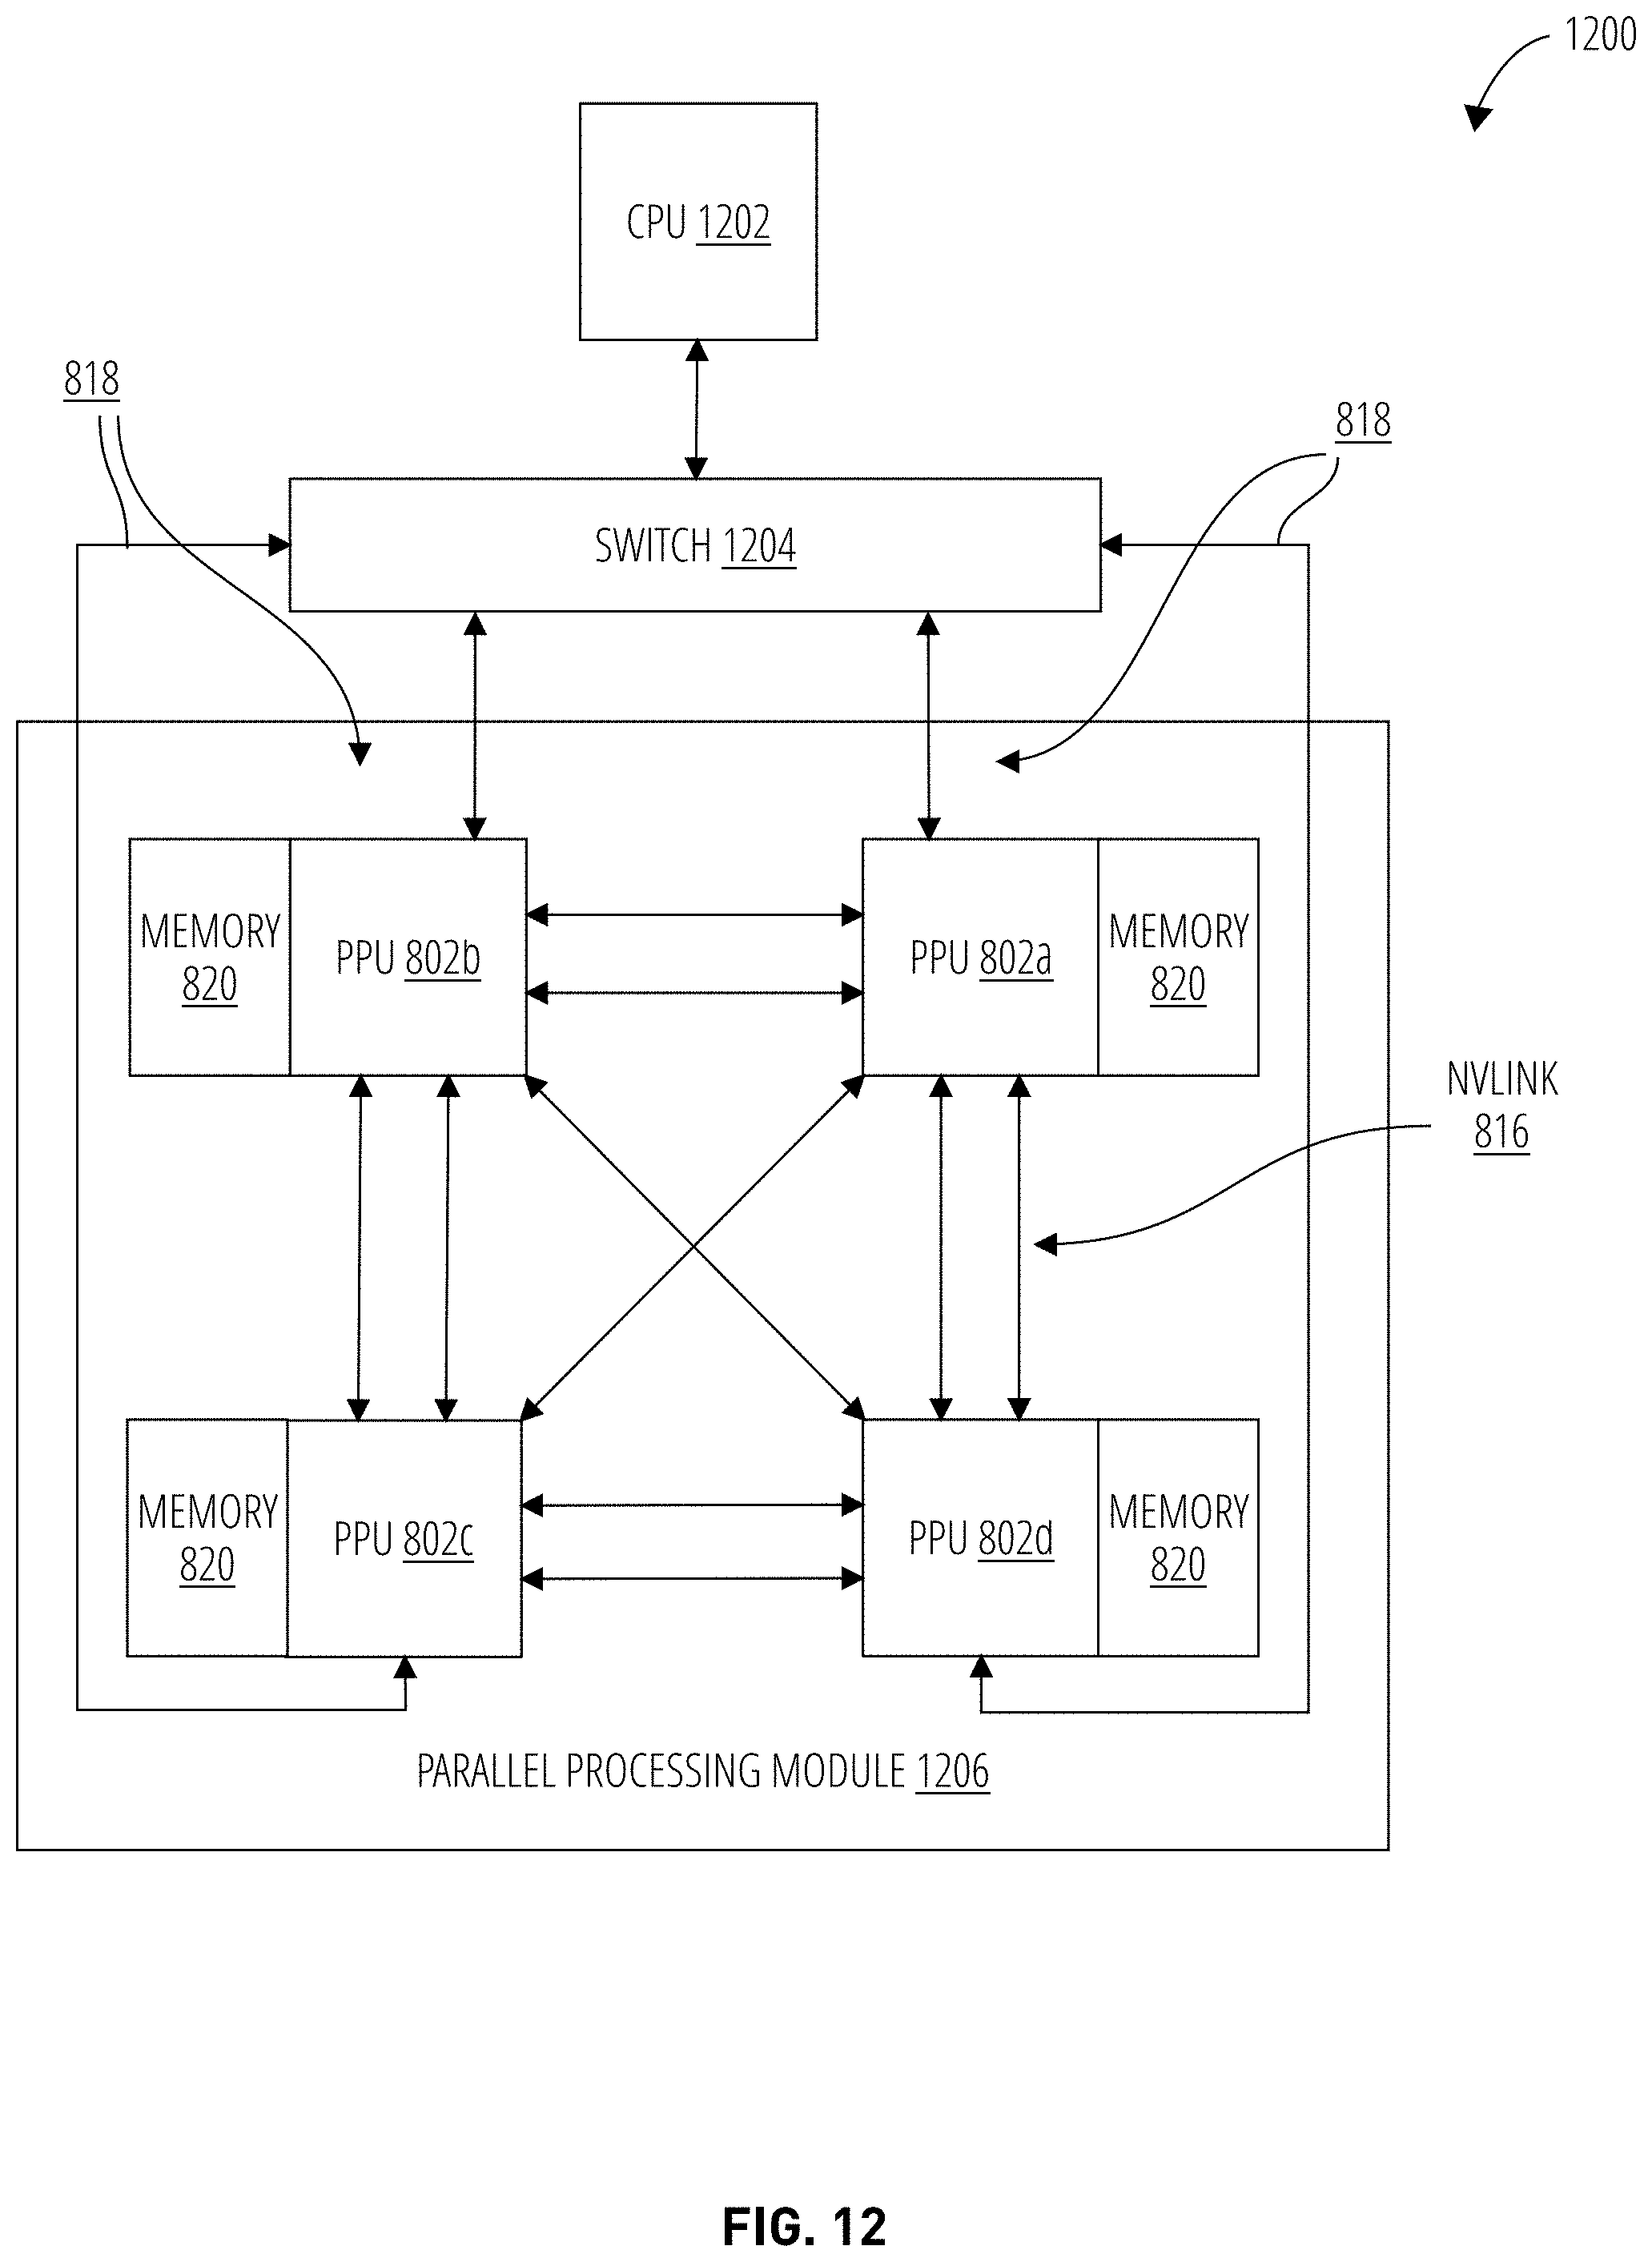 1200
CPU 1202
818
818
SWITCH 1204
MEMORY
820
PPU 802b
PPU 802a
MEMORY
820
NVLINK
816
MEMORY
820
PPU 802c
PPU 802d
MEMORY
820
PARALLEL PROCESSING MODULE 1206
FIG. 12